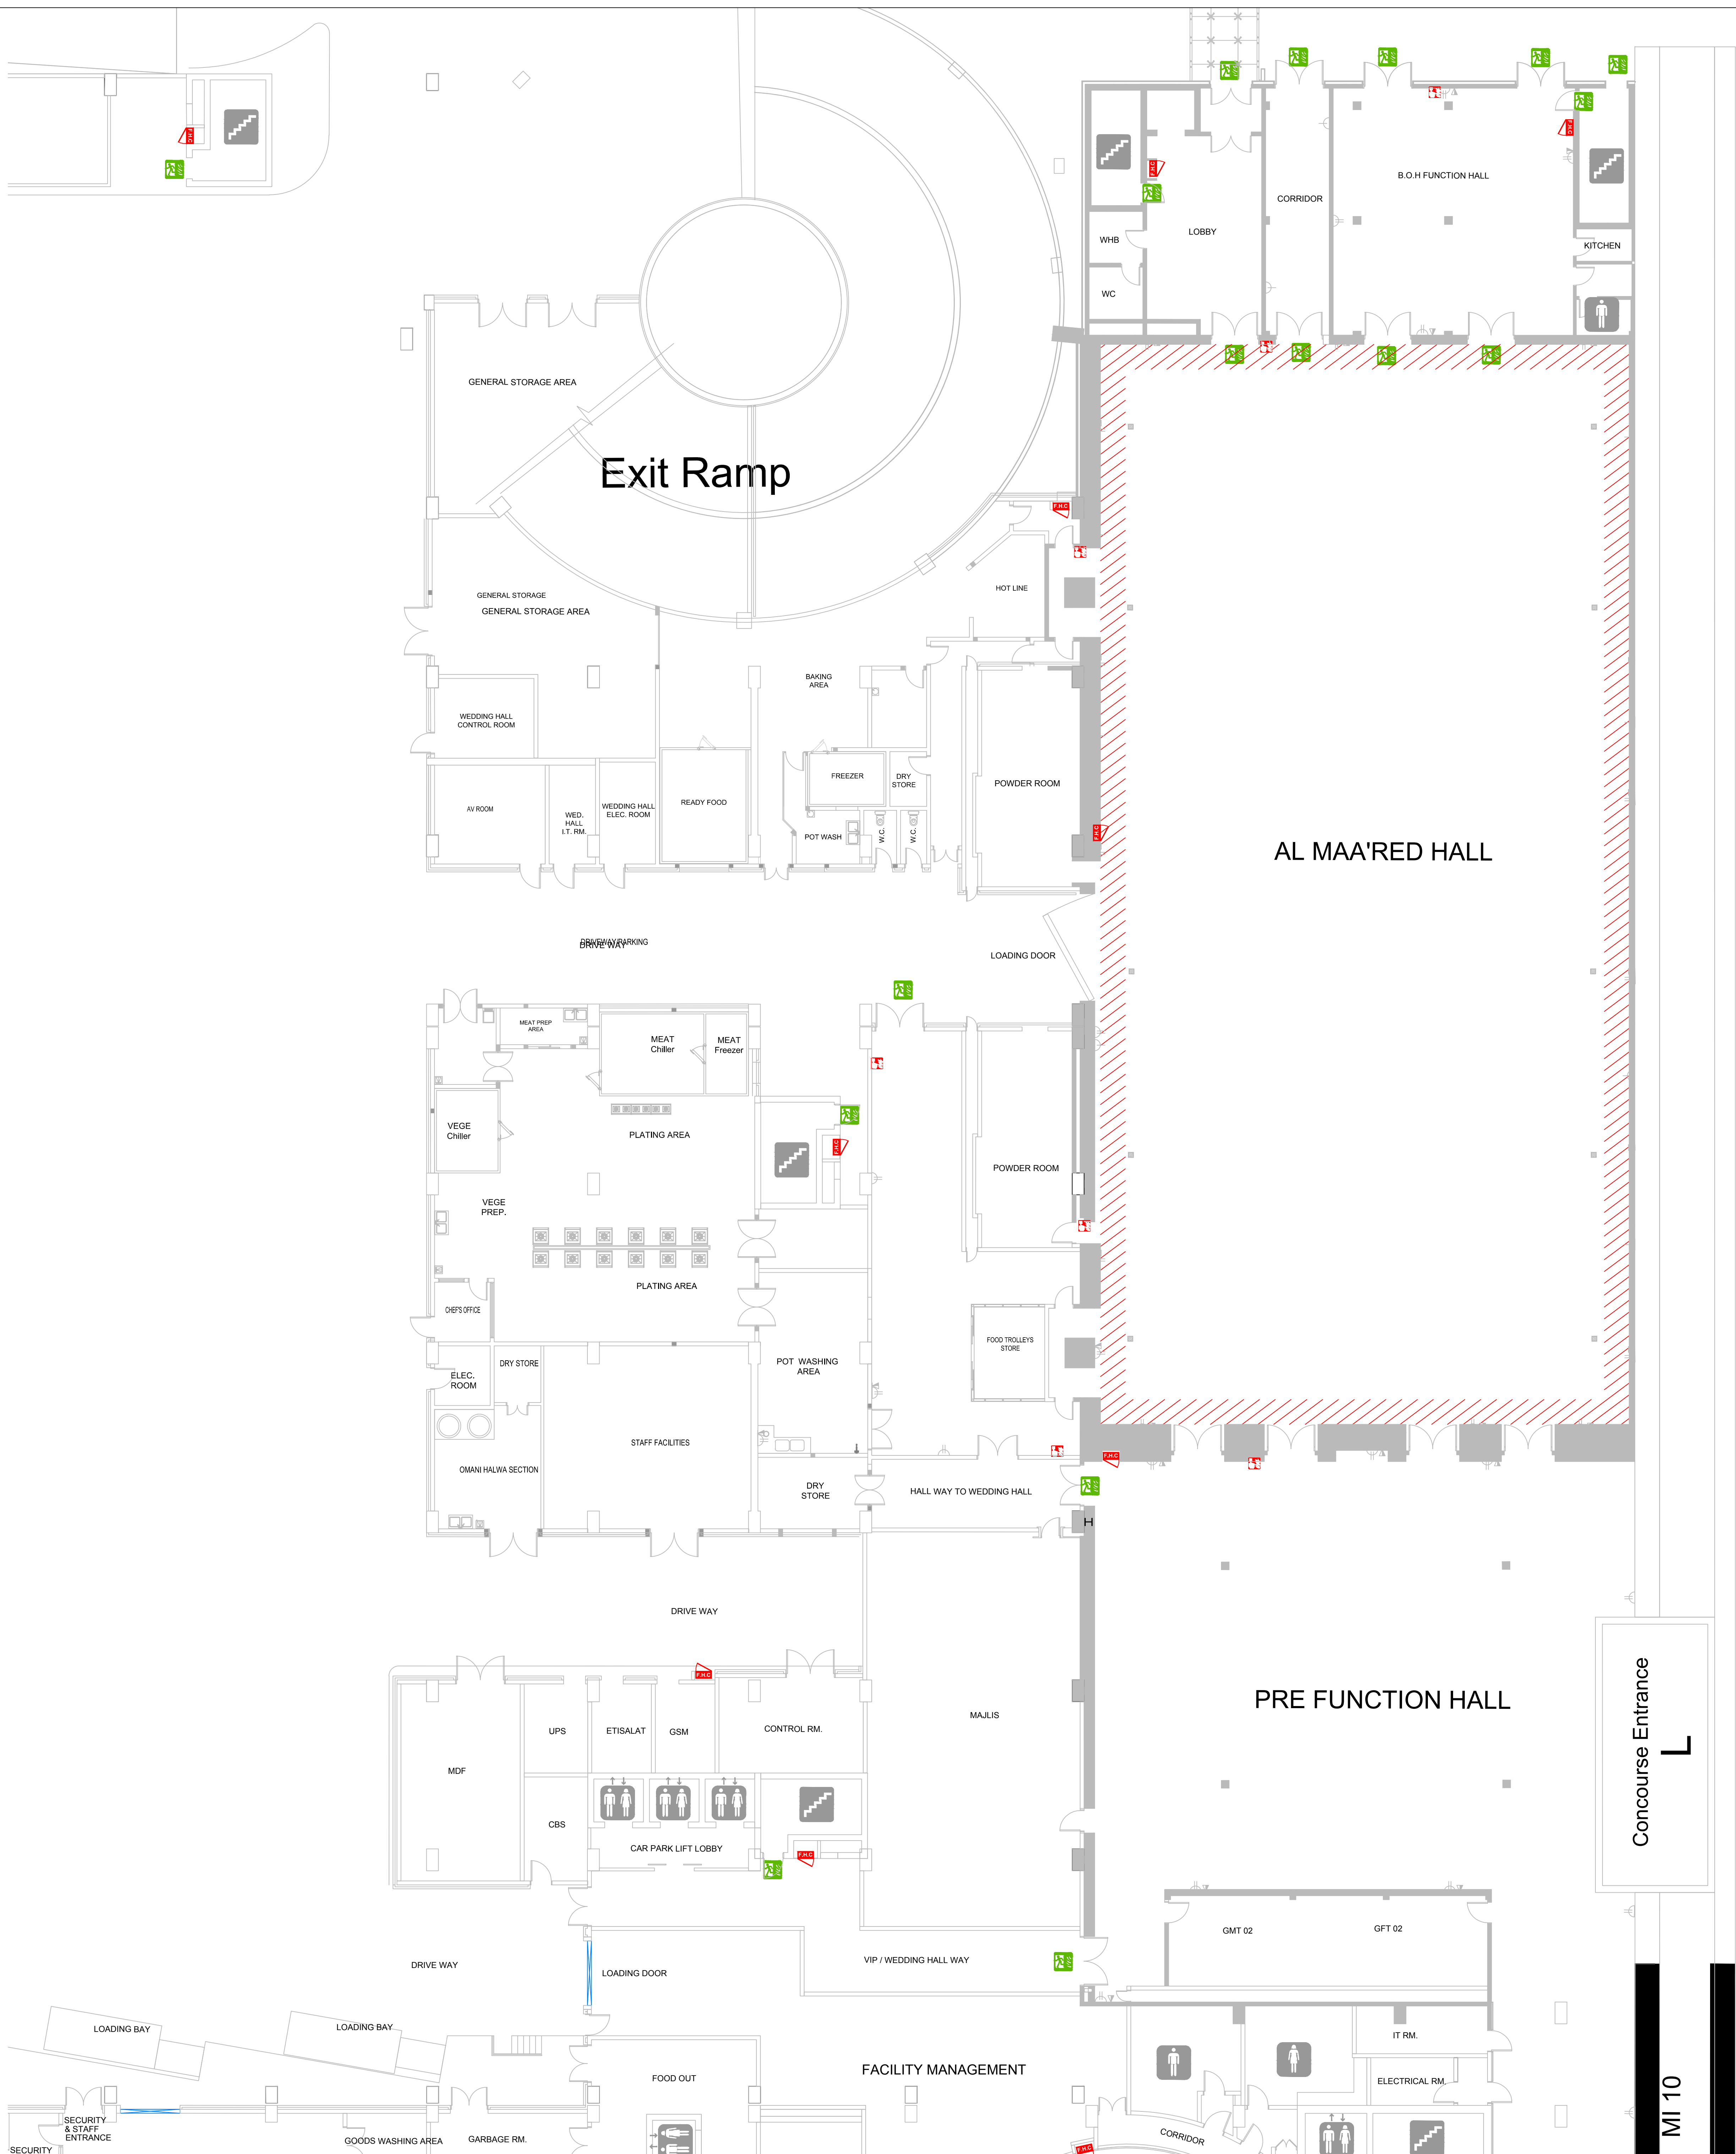 F.H.C
F.H.C
F.H.C
B.O.H FUNCTION HALL
CORRIDOR
LOBBY
WHB
KITCHEN
WC
GENERAL STORAGE AREA
Exit Ramp
F.H.C
HOT LINE
GENERAL STORAGE
GENERAL STORAGE AREA
BAKING
AREA
WEDDING HALL
CONTROL ROOM
FREEZER
DRY
STORE
POWDER ROOM
READY FOOD
AV ROOM
WEDDING HALL
ELEC. ROOM
WED.
HALL
I.T. RM.
POT WASH
W.C.
W.C.
F.H.C
AL MAA'RED HALL
DRIVEWAY/PARKING
DRIVE WAY
LOADING DOOR
MEAT PREP
AREA
MEAT
Chiller
MEAT
Freezer
VEGE
Chiller
PLATING AREA
F.H.C
POWDER ROOM
VEGE
PREP.
PLATING AREA
CHEF'S OFFICE
FOOD TROLLEYS
STORE
DRY STORE
POT WASHING
AREA
ELEC.
ROOM
STAFF FACILITIES
F.H.C
OMANI HALWA SECTION
DRY
STORE
HALL WAY TO WEDDING HALL
H
DRIVE WAY
F.H.C
PRE FUNCTION HALL
Concourse Entrance
L
MAJLIS
UPS
ETISALAT
GSM
CONTROL RM.
MDF
CBS
CAR PARK LIFT LOBBY
F.H.C
GMT 02
GFT 02
VIP / WEDDING HALL WAY
DRIVE WAY
LOADING DOOR
LOADING BAY
LOADING BAY
IT RM.
FACILITY MANAGEMENT
FOOD OUT
ELECTRICAL RM.
MI 10
SECURITY
& STAFF
ENTRANCE
GOODS WASHING AREA
GARBAGE RM.
CORRIDOR
F.H.C
SECURITY